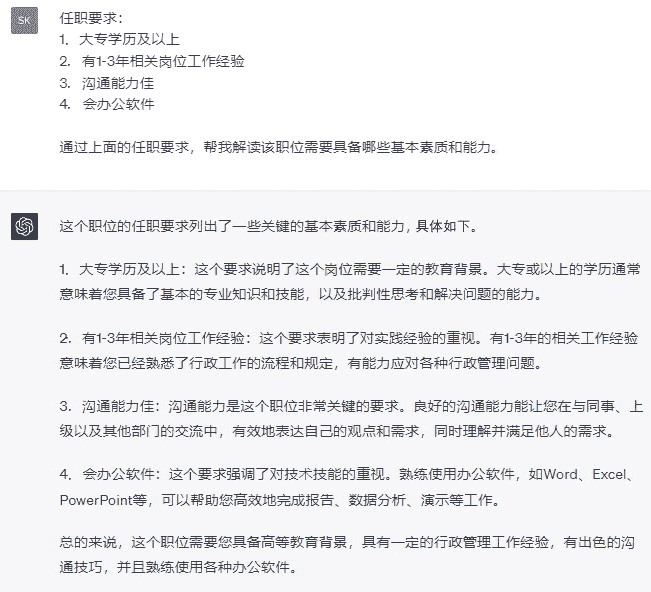 SK
任职要求：
1. 大专学历及以上
2. 有1-3年相关岗位工作经验
3. 沟通能力佳
4. 会办公软件
通过上面的任职要求，帮我解读该职位需要具备哪些基本素质和能力。
这个职位的任职要求列出了一些关键的基本素质和能力，具体如下。
1. 大专学历及以上：这个要求说明了这个岗位需要一定的教育背景。大专或以上的学历通常
意味着您具备了基本的专业知识和技能，以及批判性思考和解决问题的能力。
2. 有1-3年相关岗位工作经验：这个要求表明了对实践经验的重视。有1-3年的相关工作经验
意味着您已经熟悉了行政工作的流程和规定，有能力应对各种行政管理问题。
3. 沟通能力佳：沟通能力是这个职位非常关键的要求。良好的沟通能力能让您在与同事、上
级以及其他部门的交流中，有效地表达自己的观点和需求，同时理解并满足他人的需求。
4. 会办公软件：这个要求强调了对技术技能的重视。熟练使用办公软件，如Word、Excel、
PowerPoint等，可以帮助您高效地完成报告、数据分析、演示等工作。
总的来说，这个职位需要您具备高等教育背景，具有一定的行政管理工作经验，有出色的沟
通技巧，并且熟练使用各种办公软件。